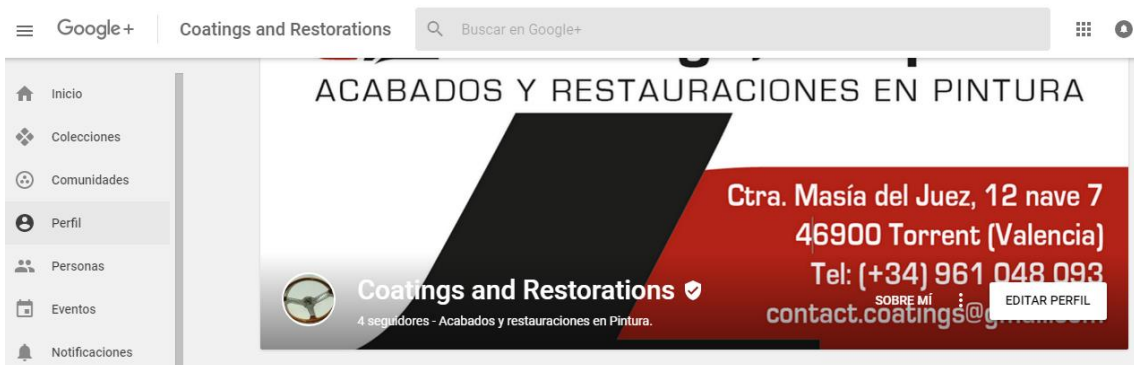 Google+
Coatings and Restorations
Buscar en Google+
Inicio
Colecciones
Comunidades
Perfil
Personas
Eventos
Notificaciones
ACABADOS Y RESTAURACIONES EN PINTURA
Ctra. Masía del Juez, 12 nave 7
46900 Torrent (Valencia)
Tel: (+34) 961 048 093
contact.coatings@
Coatings and Restorations
4 seguidores - Acabados y restauraciones en Pintura.
SOBRE MÍ
EDITAR PERFIL